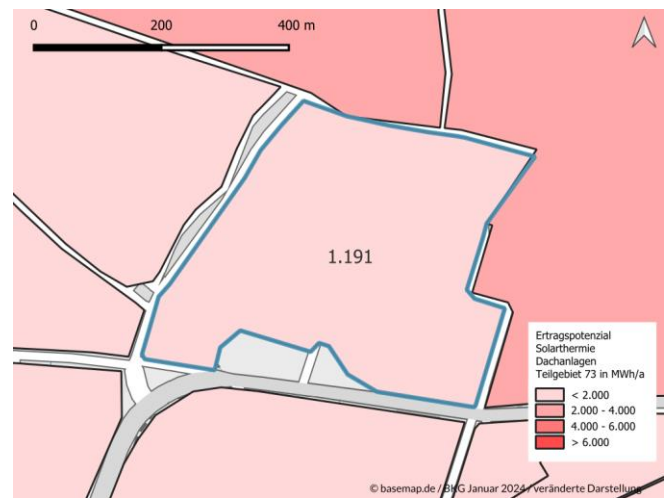 0 200 400 m
1.191
Ertragspotenzial
Solarthermie
Dachanlagen
Teilgebiet 73 in MWh/a
< 2.000
2.000 - 4.000
4.000 - 6.000
> 6.000
© basemap.de / BKG Januar 2024 / veränderte Darstellung